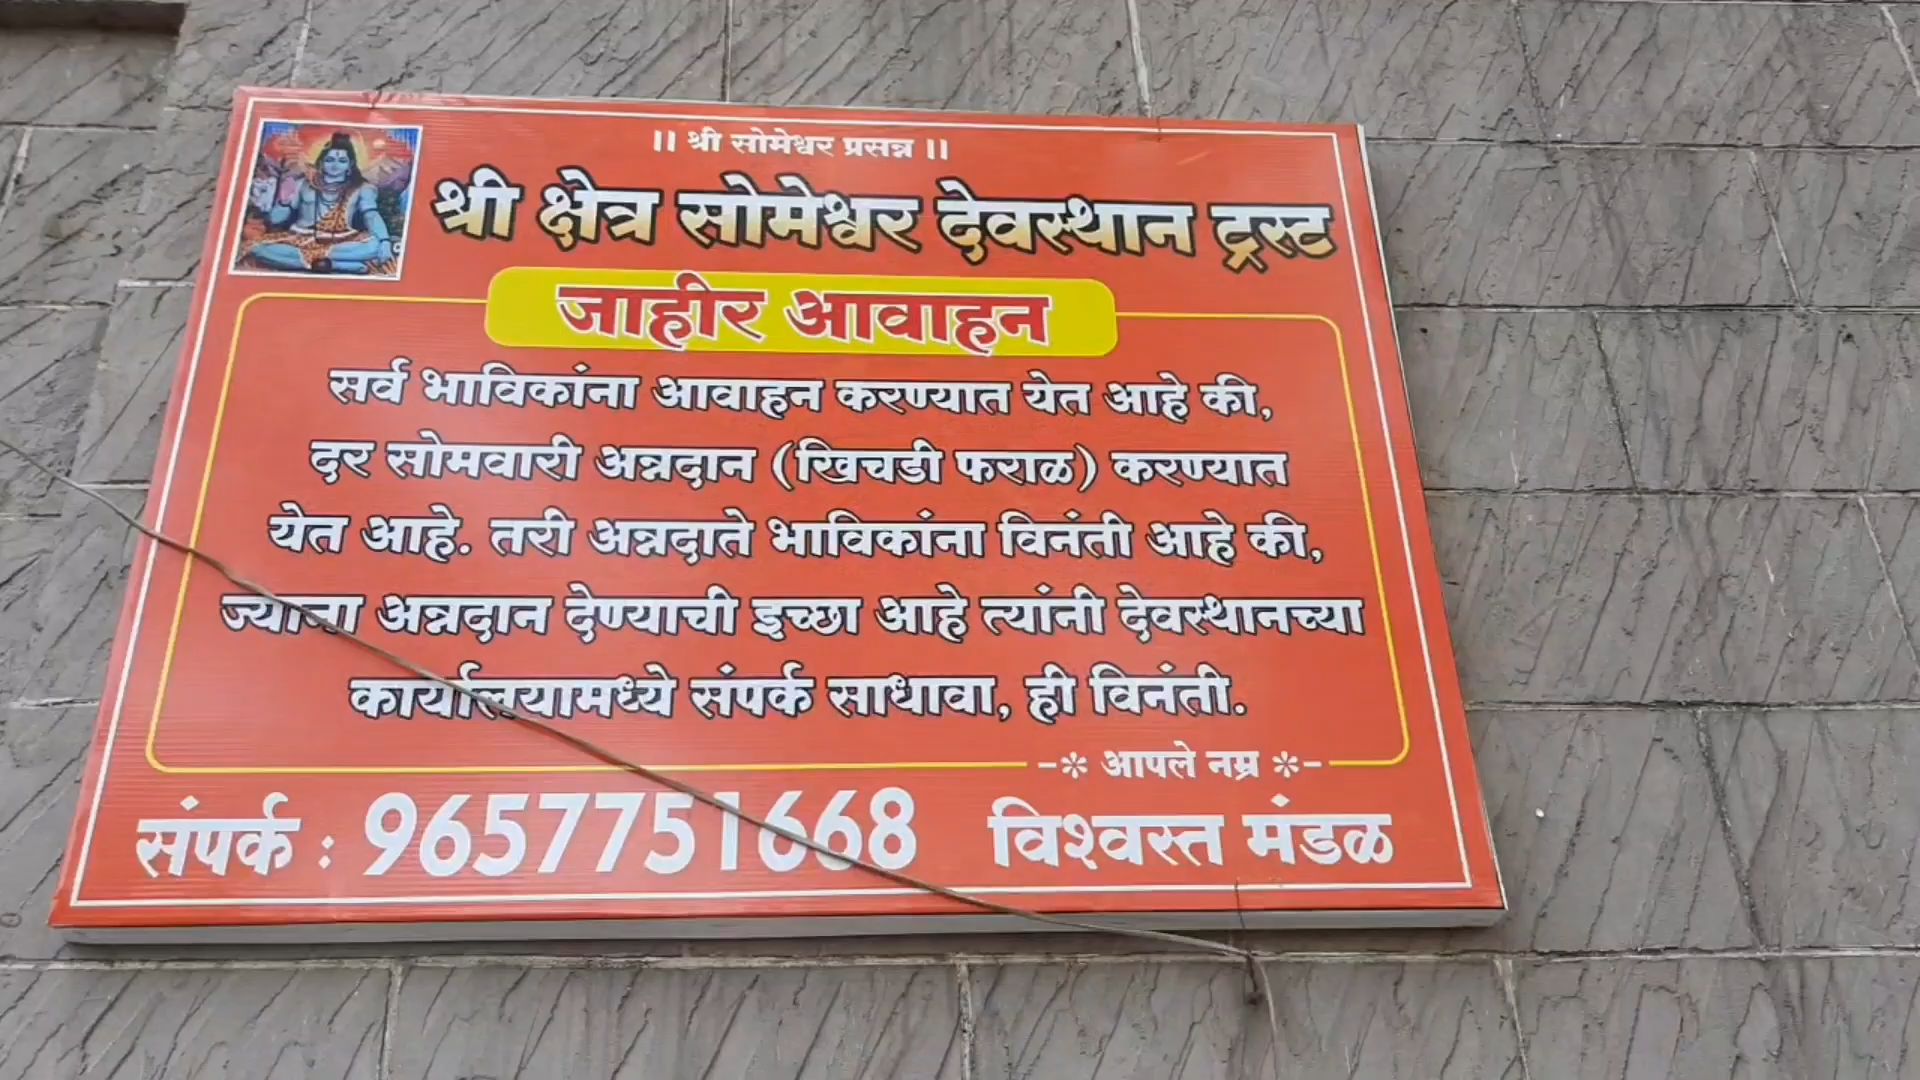 ।। श्री सोमेश्वर प्रसन्न ।।
श्री क्षेत्र सोमेश्वर देवस्थान ट्रस्ट
जाहीर आवाहन
सर्व भाविकांना आवाहन करण्यात येत आहे की,
दर सोमवारी अन्नदान (खिचडी फराळ) करण्यात
येत आहे. तरी अन्नदाते भाविकांना विनंती आहे की,
ज्यांना अन्नदान देण्याची इच्छा आहे त्यांनी देवस्थानच्या
कार्यालयामध्ये संपर्क साधावा, ही विनंती.
-* आपले नम्र *-
संपर्क : 9657751668 विश्वस्त मंडळ